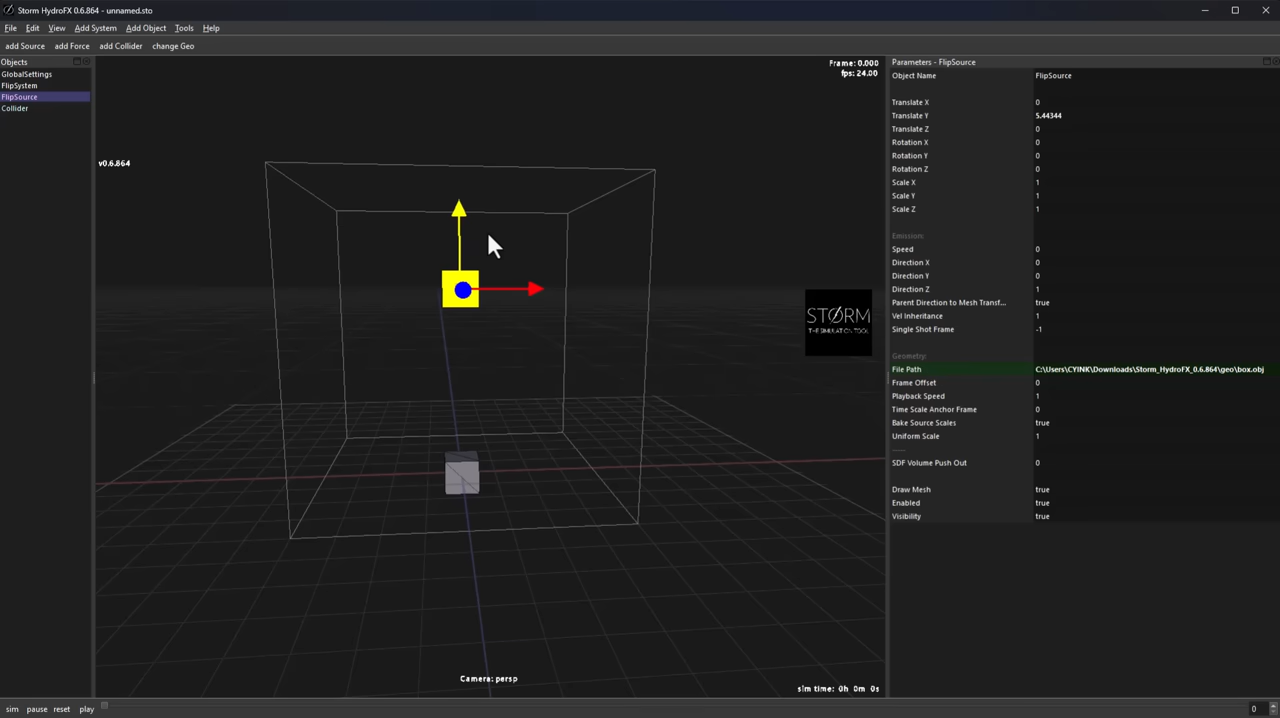 Storm HydroFX 0.6.864 - unnamed.sto
File Edit View Add System Add Object Tools Help
add Source add Force add Collider change Geo
Objects
GlobalSettings
FlipSystem
FlipSource
Collider
Frame: 0.000
fps: 24.00
v0.6.864
STORM
THE SIMULATION TOOL
Camera: persp
sim time: 0h 0m 0s
Parameters - FlipSource
Object Name FlipSource
Translate X 0
Translate Y 5.44344
Translate Z 0
Rotation X 0
Rotation Y 0
Rotation Z 0
Scale X 1
Scale Y 1
Scale Z 1
Emission:
Speed 0
Direction X 0
Direction Y 0
Direction Z 1
Parent Direction to Mesh Transf... true
Vel Inheritance 1
Single Shot Frame -1
Geometry:
File Path C:\Users\CYINK\Downloads\Storm_HydroFX_0.6.864\geo\box.obj
Frame Offset 0
Playback Speed 1
Time Scale Anchor Frame 0
Bake Source Scales true
Uniform Scale 1
-----
SDF Volume Push Out 0
Draw Mesh true
Enabled true
Visibility true
sim pause reset play 0